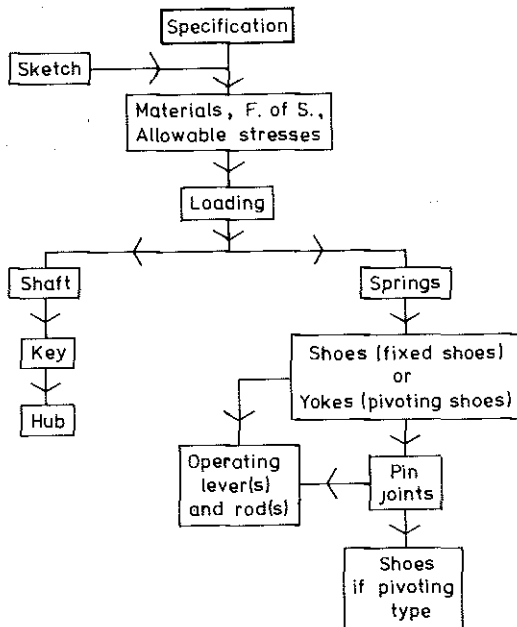 Specification
Sketch
Materials, F. of S.,
Allowable stresses
Loading
Shaft
Springs
Key
Shoes (fixed shoes)
or
Yokes (pivoting shoes)
Hub
Operating
lever(s)
and rod(s)
Pin
joints
Shoes
if pivoting
type